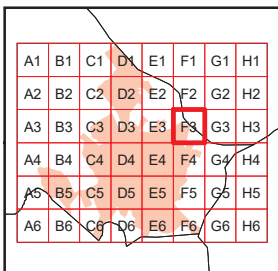 A1 B1 C1 D1 E1 F1 G1 H1
A2 B2 C2 D2 E2 F2 G2 H2
A3 B3 C3 D3 E3 F3 G3 H3
A4 B4 C4 D4 E4 F4 G4 H4
A5 B5 C5 D5 E5 F5 G5 H5
A6 B6 C6 D6 E6 F6 G6 H6